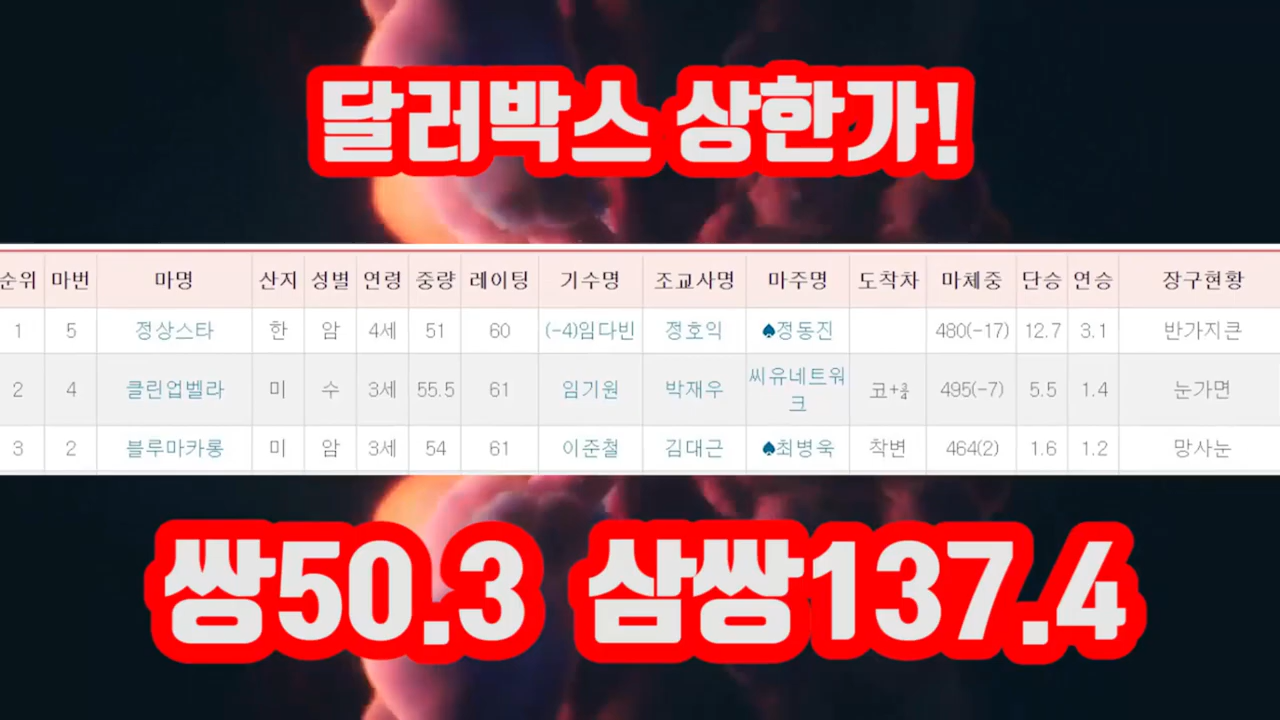 달러박스 상한가!
순위 마번 마명 산지 성별 연령 중량 레이팅 기수명 조교사명 마주명 도착차 마체중 단승 연승 장구현황
1 5 정상스타 한 암 4세 51 60 (-4)임다빈 정호익 ♠정동진 480(-17) 12.7 3.1 반가지큰
2 4 클린업벨라 미 수 3세 55.5 61 임기원 박재우 씨유네트워크 코+¾ 495(-7) 5.5 1.4 눈가면
3 2 블루마카롱 미 암 3세 54 61 이준철 김대근 ♠최병욱 착변 464(2) 1.6 1.2 망사눈
쌍50.3 삼쌍137.4